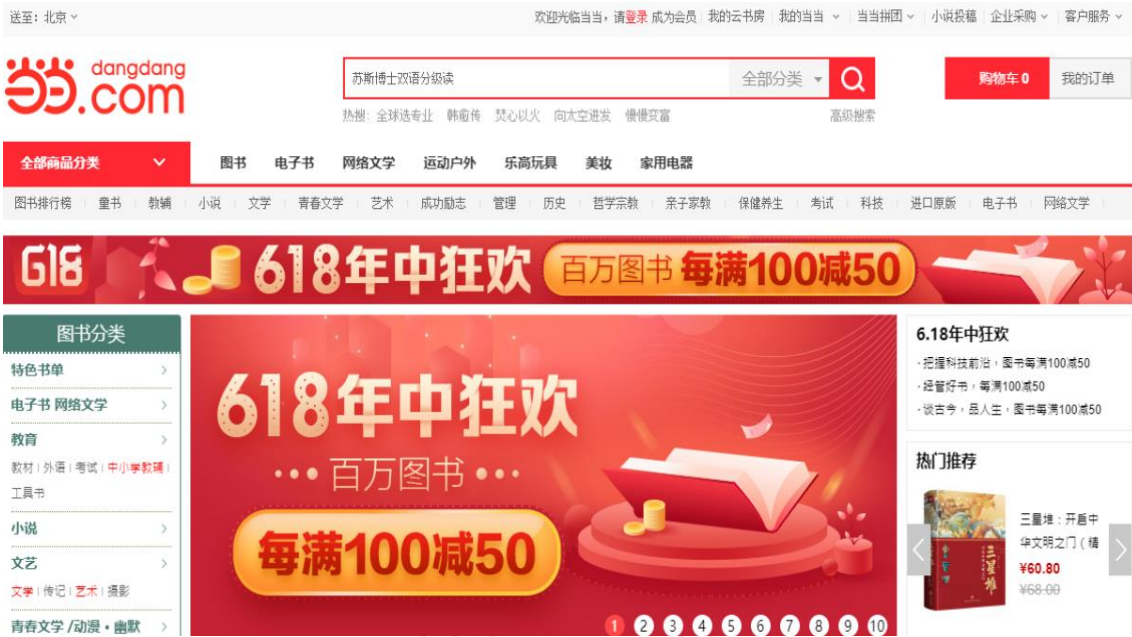 送至：北京
欢迎光临当当，请登录 成为会员 我的云书房 我的当当 当当拼团 小说投稿 企业采购 客户服务
dangdang
.com
苏斯博士双语分级读 全部分类
购物车 0 我的订单
热搜: 全球选专业 韩愈传 焚心以火 向太空进发 慢慢变富 高级搜索
全部商品分类 图书 电子书 网络文学 运动户外 乐高玩具 美妆 家用电器
图书排行榜 童书 教辅 小说 文学 青春文学 艺术 成功励志 管理 历史 哲学宗教 亲子家教 保健养生 考试 科技 进口原版 电子书 网络文学
618 618年中狂欢 百万图书 每满100减50
图书分类
特色书单
电子书 网络文学
教育
教材 外语 考试 中小学教辅
工具书
小说
文艺
文学 传记 艺术 摄影
青春文学 /动漫·幽默
618年中狂欢
•••百万图书•••
每满100减50
1 2 3 4 5 6 7 8 9 10
6.18年中狂欢
·把握科技前沿，图书每满100减50
·经管好书，每满100减50
·谈古今，品人生，图书每满100减50
热门推荐
三星堆
三星堆：开启中
华文明之门（精
¥60.80
¥68.00